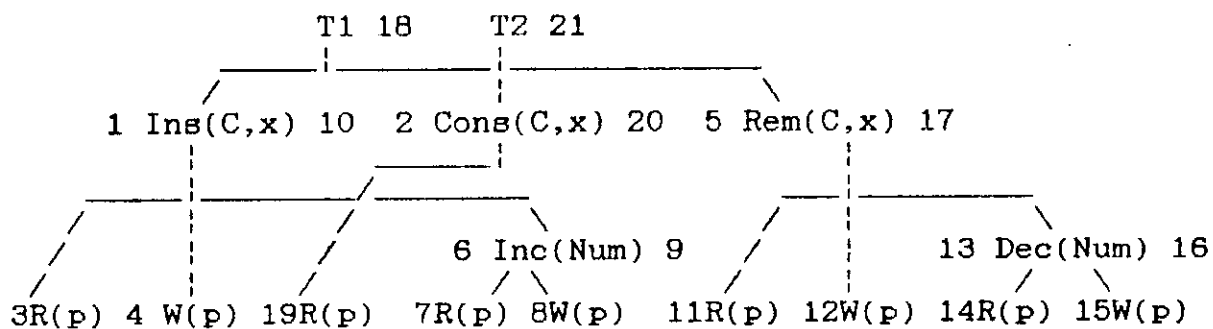 T1 18 T2 21
1 Ins(C,x) 10 2 Cons(C,x) 20 5 Rem(C,x) 17
6 Inc(Num) 9 13 Dec(Num) 16
3R(p) 4 W(p) 19R(p) 7R(p) 8W(p) 11R(p) 12W(p) 14R(p) 15W(p)